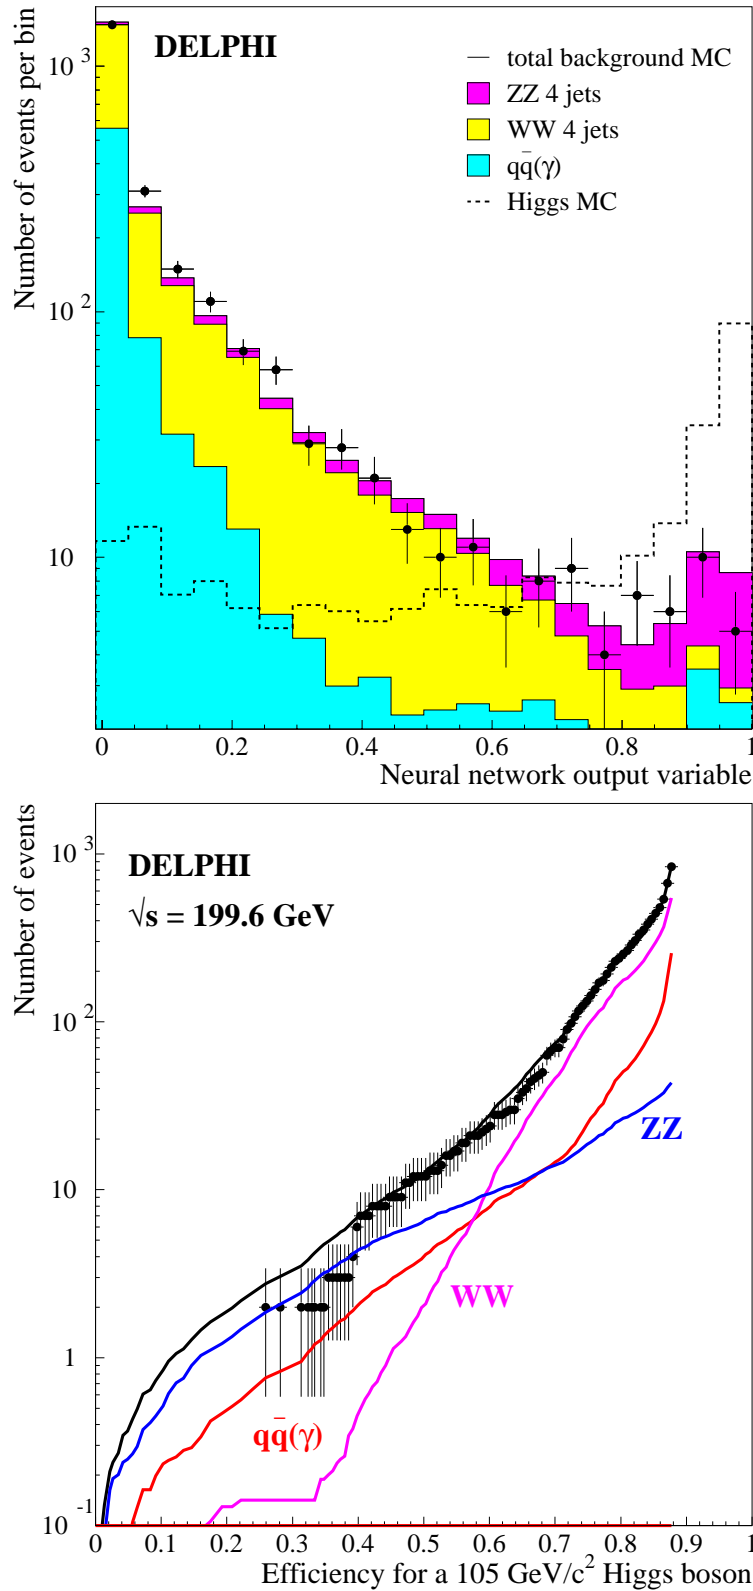 Number of events per bin
DELPHI
total background MC
ZZ 4 jets
WW 4 jets
qq̄(γ)
Higgs MC
10³
10²
10
0 0.2 0.4 0.6 0.8 1
Neural network output variable
Number of events
DELPHI
√s = 199.6 GeV
10³
10²
10
1
10⁻¹
ZZ
WW
qq̄(γ)
0 0.1 0.2 0.3 0.4 0.5 0.6 0.7 0.8 0.9 1
Efficiency for a 105 GeV/c² Higgs boson